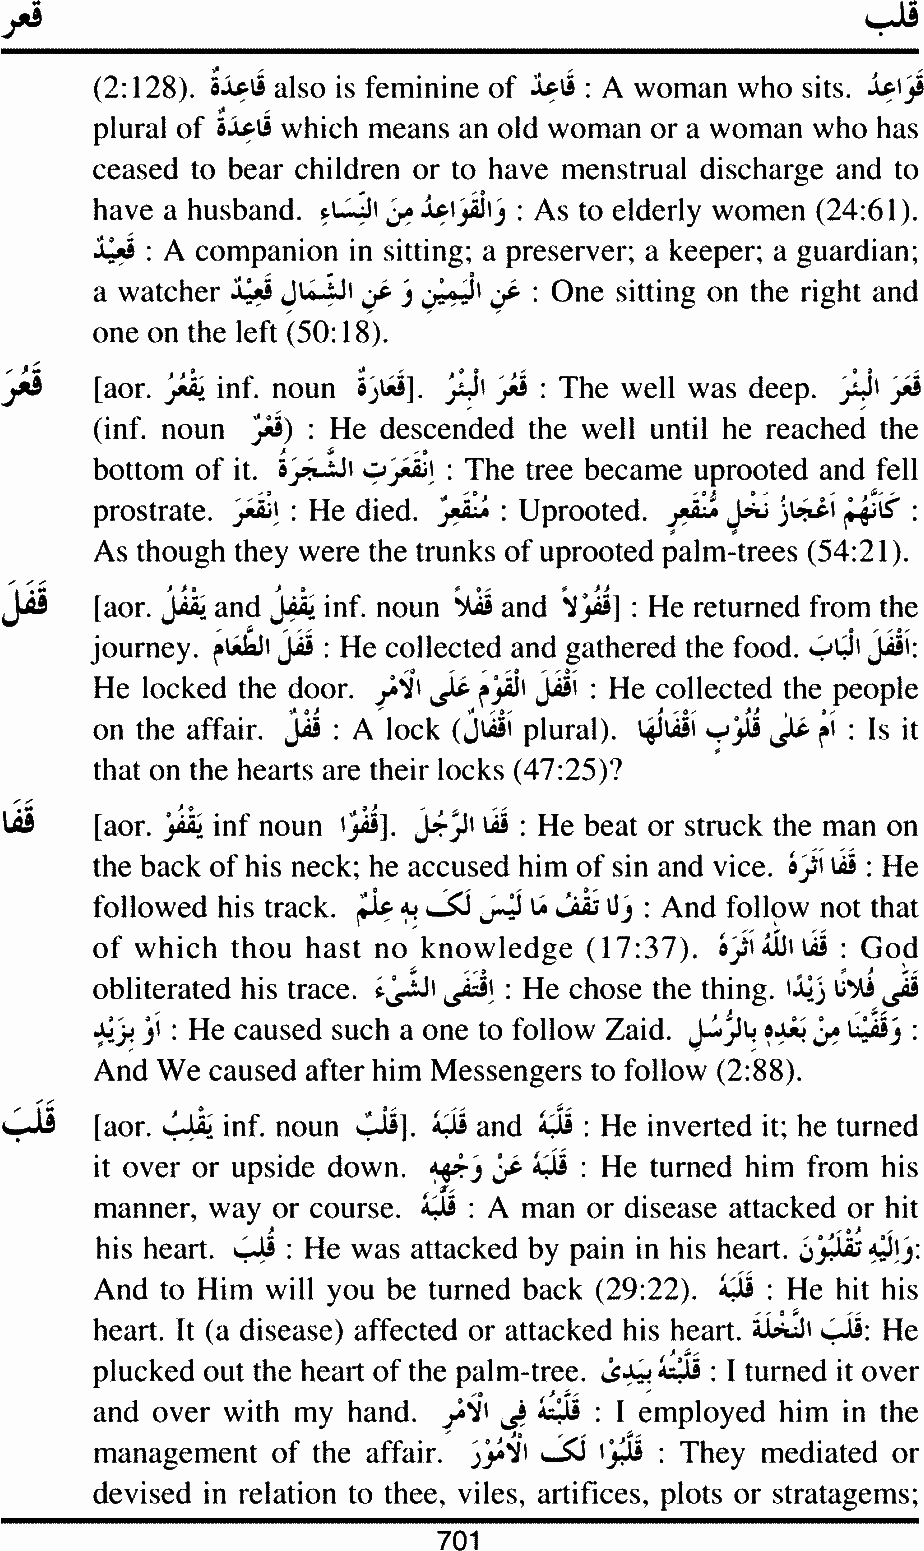 قعر قلب
(2:128). قَاعِدَةٌ also is feminine of قَاعِدٌ : A woman who sits. قَوَاعِدُ
plural of قَاعِدَةٌ which means an old woman or a woman who has
ceased to bear children or to have menstrual discharge and to
have a husband. وَالْقَوَاعِدُ مِنَ النِّسَاءِ : As to elderly women (24:61).
قَعِيْدٌ : A companion in sitting; a preserver; a keeper; a guardian;
a watcher عَنِ الْيَمِيْنِ وَ عَنِ الشِّمَالِ قَعِيْدٌ : One sitting on the right and
one on the left (50:18).
قَعُرَ [aor. يَقْعُرُ inf. noun قَعَارَةٌ]. قَعُرَ الْبِئْرُ : The well was deep. قَعَرَ الْبِئْرَ
(inf. noun قَعْرٌ) : He descended the well until he reached the
bottom of it. اِنْقَعَرَتِ الشَّجَرَةُ : The tree became uprooted and fell
prostrate. اِنْقَعَرَ : He died. مُنْقَعِرٌ : Uprooted. كَاَنَّهُمْ اَعْجَازُ نَخْلٍ مُنْقَعِرٍ :
As though they were the trunks of uprooted palm-trees (54:21).
قَفَلَ [aor. يَقْفُلُ and يَقْفِلُ inf. noun قَفْلاً and قُفُوْلاً] : He returned from the
journey. قَفَلَ الطَّعَامَ : He collected and gathered the food. اَقْفَلَ الْبَابَ:
He locked the door. اَقْفَلَ الْقَوْمَ عَلَى الْاَمْرِ : He collected the people
on the affair. قُفْلٌ : A lock (اَقْفَالٌ plural). اَمْ عَلٰى قُلُوْبٍ اَقْفَالُهَا : Is it
that on the hearts are their locks (47:25)?
قَفَا [aor. يَقْفُوْ inf noun قُفُوًّا]. قَفَا الرَّجُلَ : He beat or struck the man on
the back of his neck; he accused him of sin and vice. قَفَا اَثَرَهُ : He
followed his track. وَلَا تَقْفُ مَا لَيْسَ لَكَ بِهٖ عِلْمٌ : And follow not that
of which thou hast no knowledge (17:37). قَفَا اللّٰهُ اَثَرَهُ : God
obliterated his trace. اِقْتَفَى الشَّيْءَ : He chose the thing. قَفَّى فُلَانًا زَيْدًا
اَوْ بِزَيْدٍ : He caused such a one to follow Zaid. وَقَفَّيْنَا مِنْ بَعْدِهٖ بِالرُّسُلِ :
And We caused after him Messengers to follow (2:88).
قَلَبَ [aor. يَقْلِبُ inf. noun قَلْبٌ]. قَلَبَهُ and قَلَّبَهُ : He inverted it; he turned
it over or upside down. قَلَبَهُ عَنْ وَجْهِهٖ : He turned him from his
manner, way or course. قَلَّبَهُ : A man or disease attacked or hit
his heart. قُلِبَ : He was attacked by pain in his heart. وَاِلَيْهِ تُقْلَبُوْنَ:
And to Him will you be turned back (29:22). قَلَبَهُ : He hit his
heart. It (a disease) affected or attacked his heart. قَلَبَ النَّخْلَةَ: He
plucked out the heart of the palm-tree. قَلَّبْتُهُ بِيَدِىْ : I turned it over
and over with my hand. قَلَّبْتُهُ فِى الْاَمْرِ : I employed him in the
management of the affair. قَلَّبُوْا لَكَ الْاُمُوْرَ : They mediated or
devised in relation to thee, viles, artifices, plots or stratagems;
701